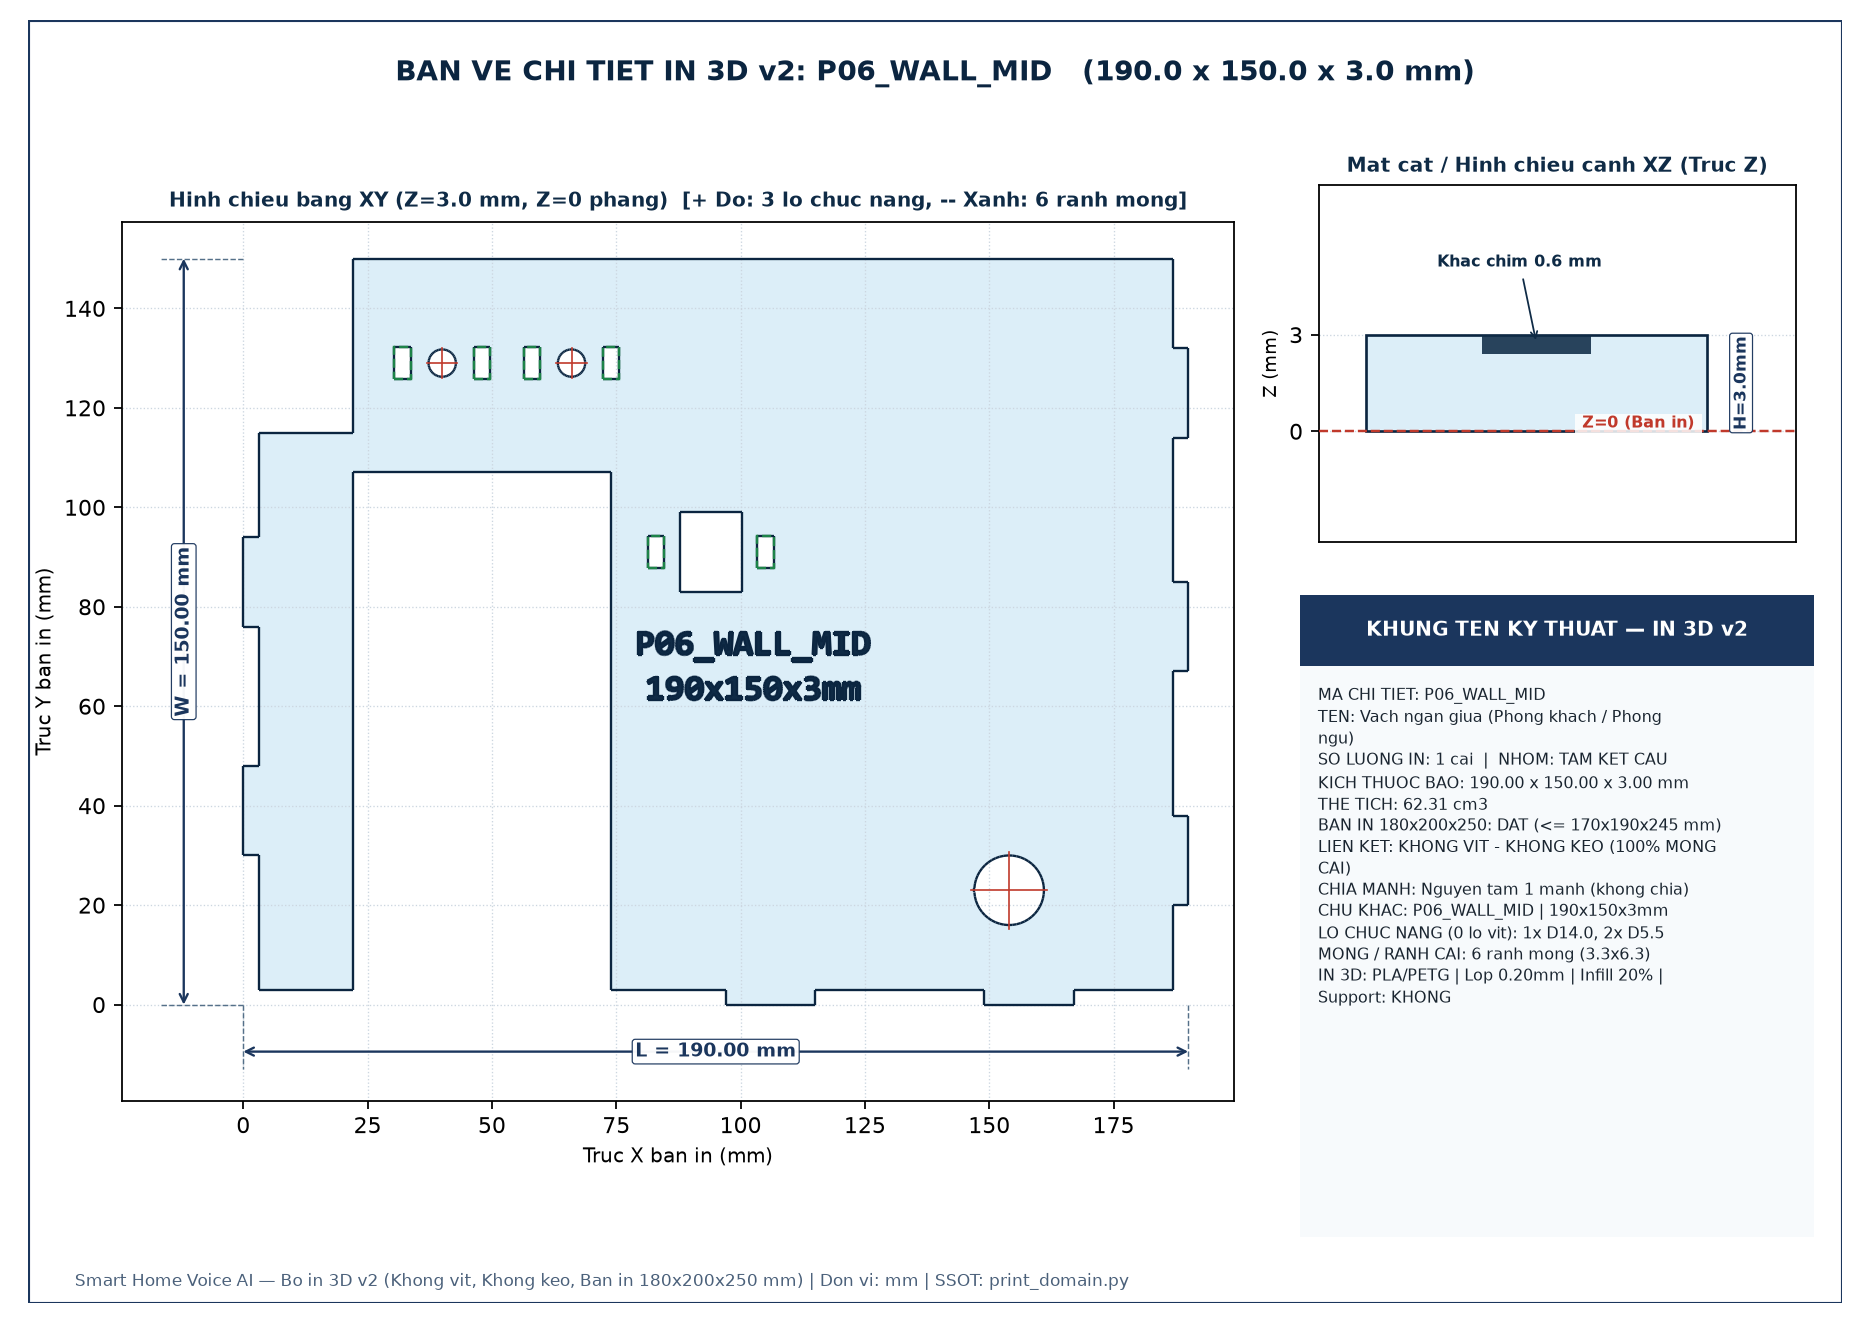 BAN VE CHI TIET IN 3D v2: P06_WALL_MID (190.0 x 150.0 x 3.0 mm)
Hinh chieu bang XY (Z=3.0 mm, Z=0 phang) [+ Do: 3 lo chuc nang, -- Xanh: 6 ranh mong]
Truc Y ban in (mm)
140
120
100
80
60
40
20
0
W = 150.00 mm
P06_WALL_MID
190x150x3mm
L = 190.00 mm
0 25 50 75 100 125 150 175
Truc X ban in (mm)
Mat cat / Hinh chieu canh XZ (Truc Z)
Khac chim 0.6 mm
Z (mm)
3
0
Z=0 (Ban in)
H=3.0mm
KHUNG TEN KY THUAT — IN 3D v2
MA CHI TIET: P06_WALL_MID
TEN: Vach ngan giua (Phong khach / Phong
ngu)
SO LUONG IN: 1 cai | NHOM: TAM KET CAU
KICH THUOC BAO: 190.00 x 150.00 x 3.00 mm
THE TICH: 62.31 cm3
BAN IN 180x200x250: DAT (<= 170x190x245 mm)
LIEN KET: KHONG VIT - KHONG KEO (100% MONG
CAI)
CHIA MANH: Nguyen tam 1 manh (khong chia)
CHU KHAC: P06_WALL_MID | 190x150x3mm
LO CHUC NANG (0 lo vit): 1x D14.0, 2x D5.5
MONG / RANH CAI: 6 ranh mong (3.3x6.3)
IN 3D: PLA/PETG | Lop 0.20mm | Infill 20% |
Support: KHONG
Smart Home Voice AI — Bo in 3D v2 (Khong vit, Khong keo, Ban in 180x200x250 mm) | Don vi: mm | SSOT: print_domain.py